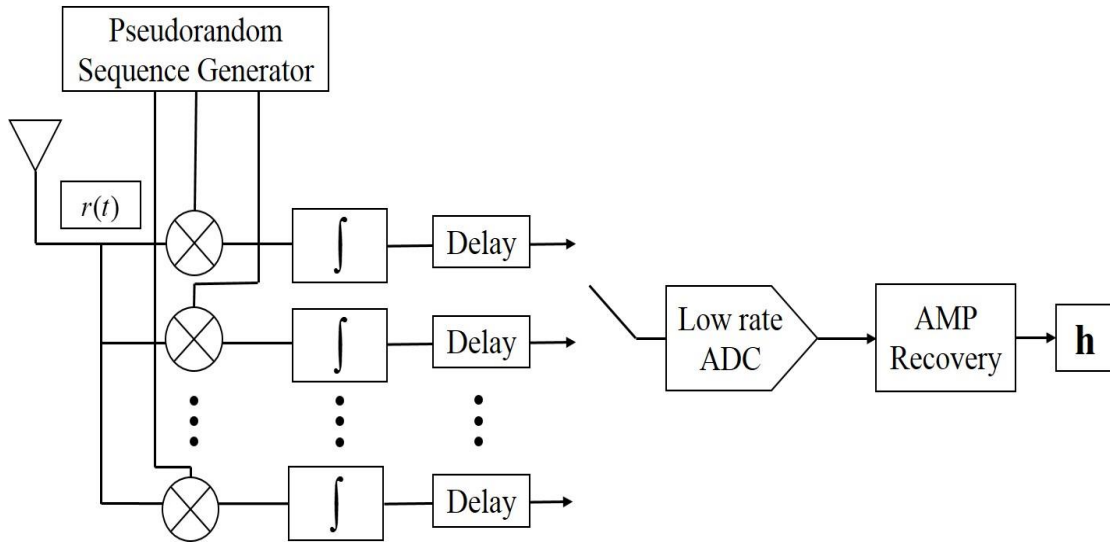 Pseudorandom
Sequence Generator
r(t)
∫
Delay
∫
Delay
∫
Delay
Low rate
ADC
AMP
Recovery
h